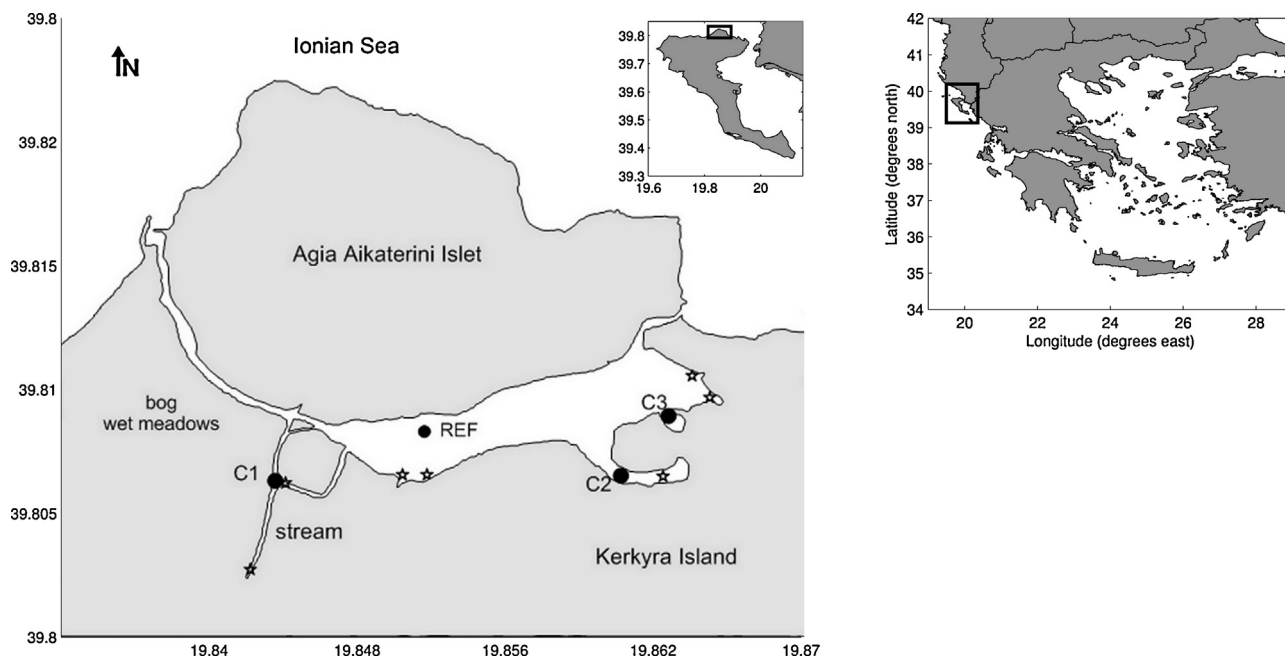 39.8
Ionian Sea
N
39.82
Agia Aikaterini Islet
39.815
39.81
bog
wet meadows
C3
REF
C1
C2
39.805
stream
Kerkyra Island
39.8
19.84 19.848 19.856 19.862 19.87
39.8
39.7
39.6
39.5
39.4
39.3
19.6 19.8 20
Latitude (degrees north)
42
41
40
39
38
37
36
35
34
20 22 24 26 28
Longitude (degrees east)